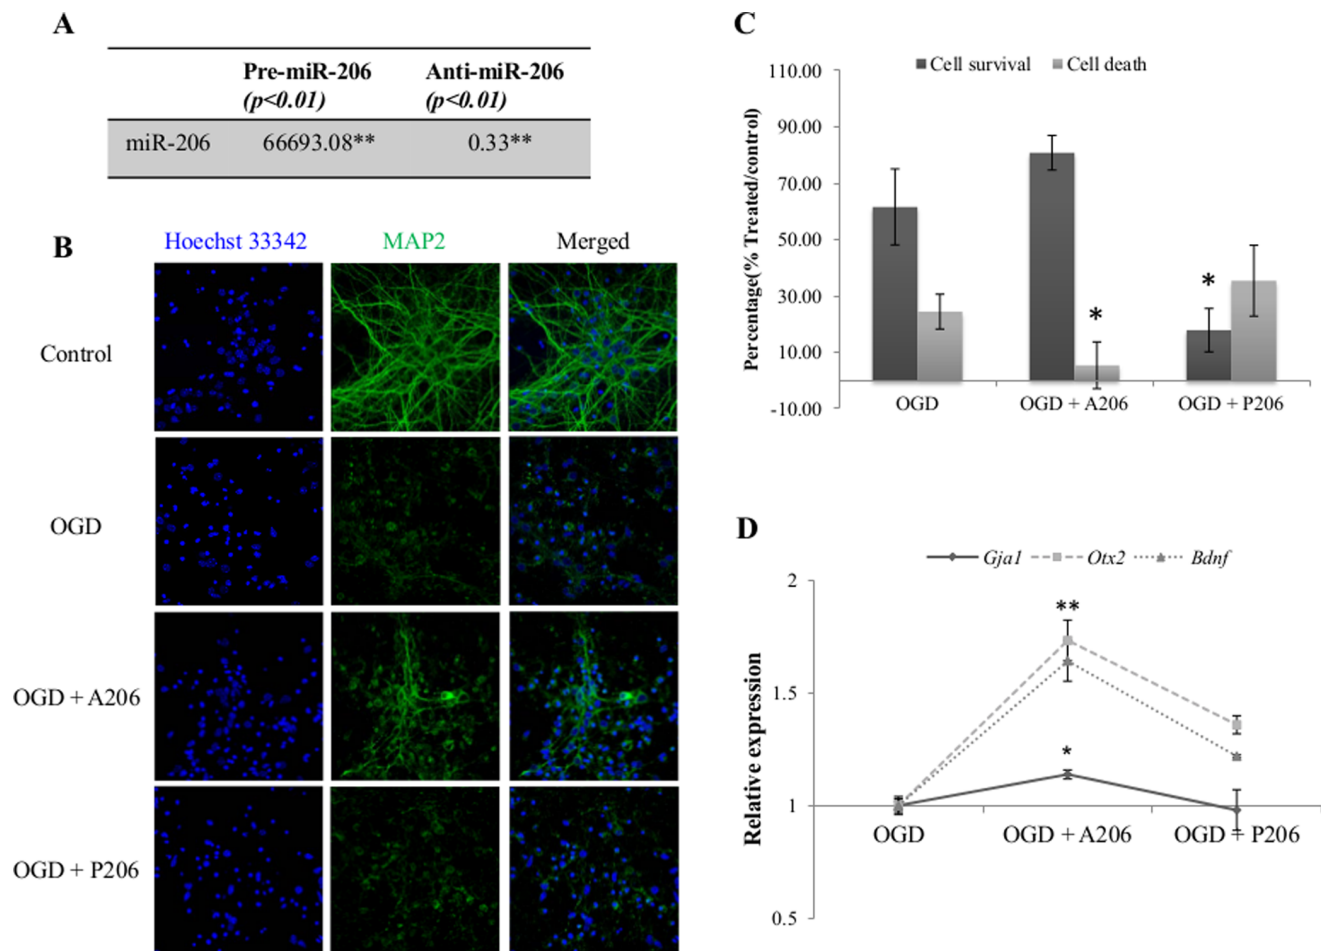 A
Pre-miR-206 Anti-miR-206
(p<0.01) (p<0.01)
miR-206 66693.08** 0.33**
B
Hoechst 33342 MAP2 Merged
Control
OGD
OGD + A206
OGD + P206
C
Cell survival Cell death
Percentage(% Treated/control)
110.00
90.00
70.00
50.00
30.00
10.00
-10.00
*
*
OGD OGD + A206 OGD + P206
D
Gja1 Otx2 Bdnf
Relative expression
2
1.5
1
0.5
**
*
OGD OGD + A206 OGD + P206